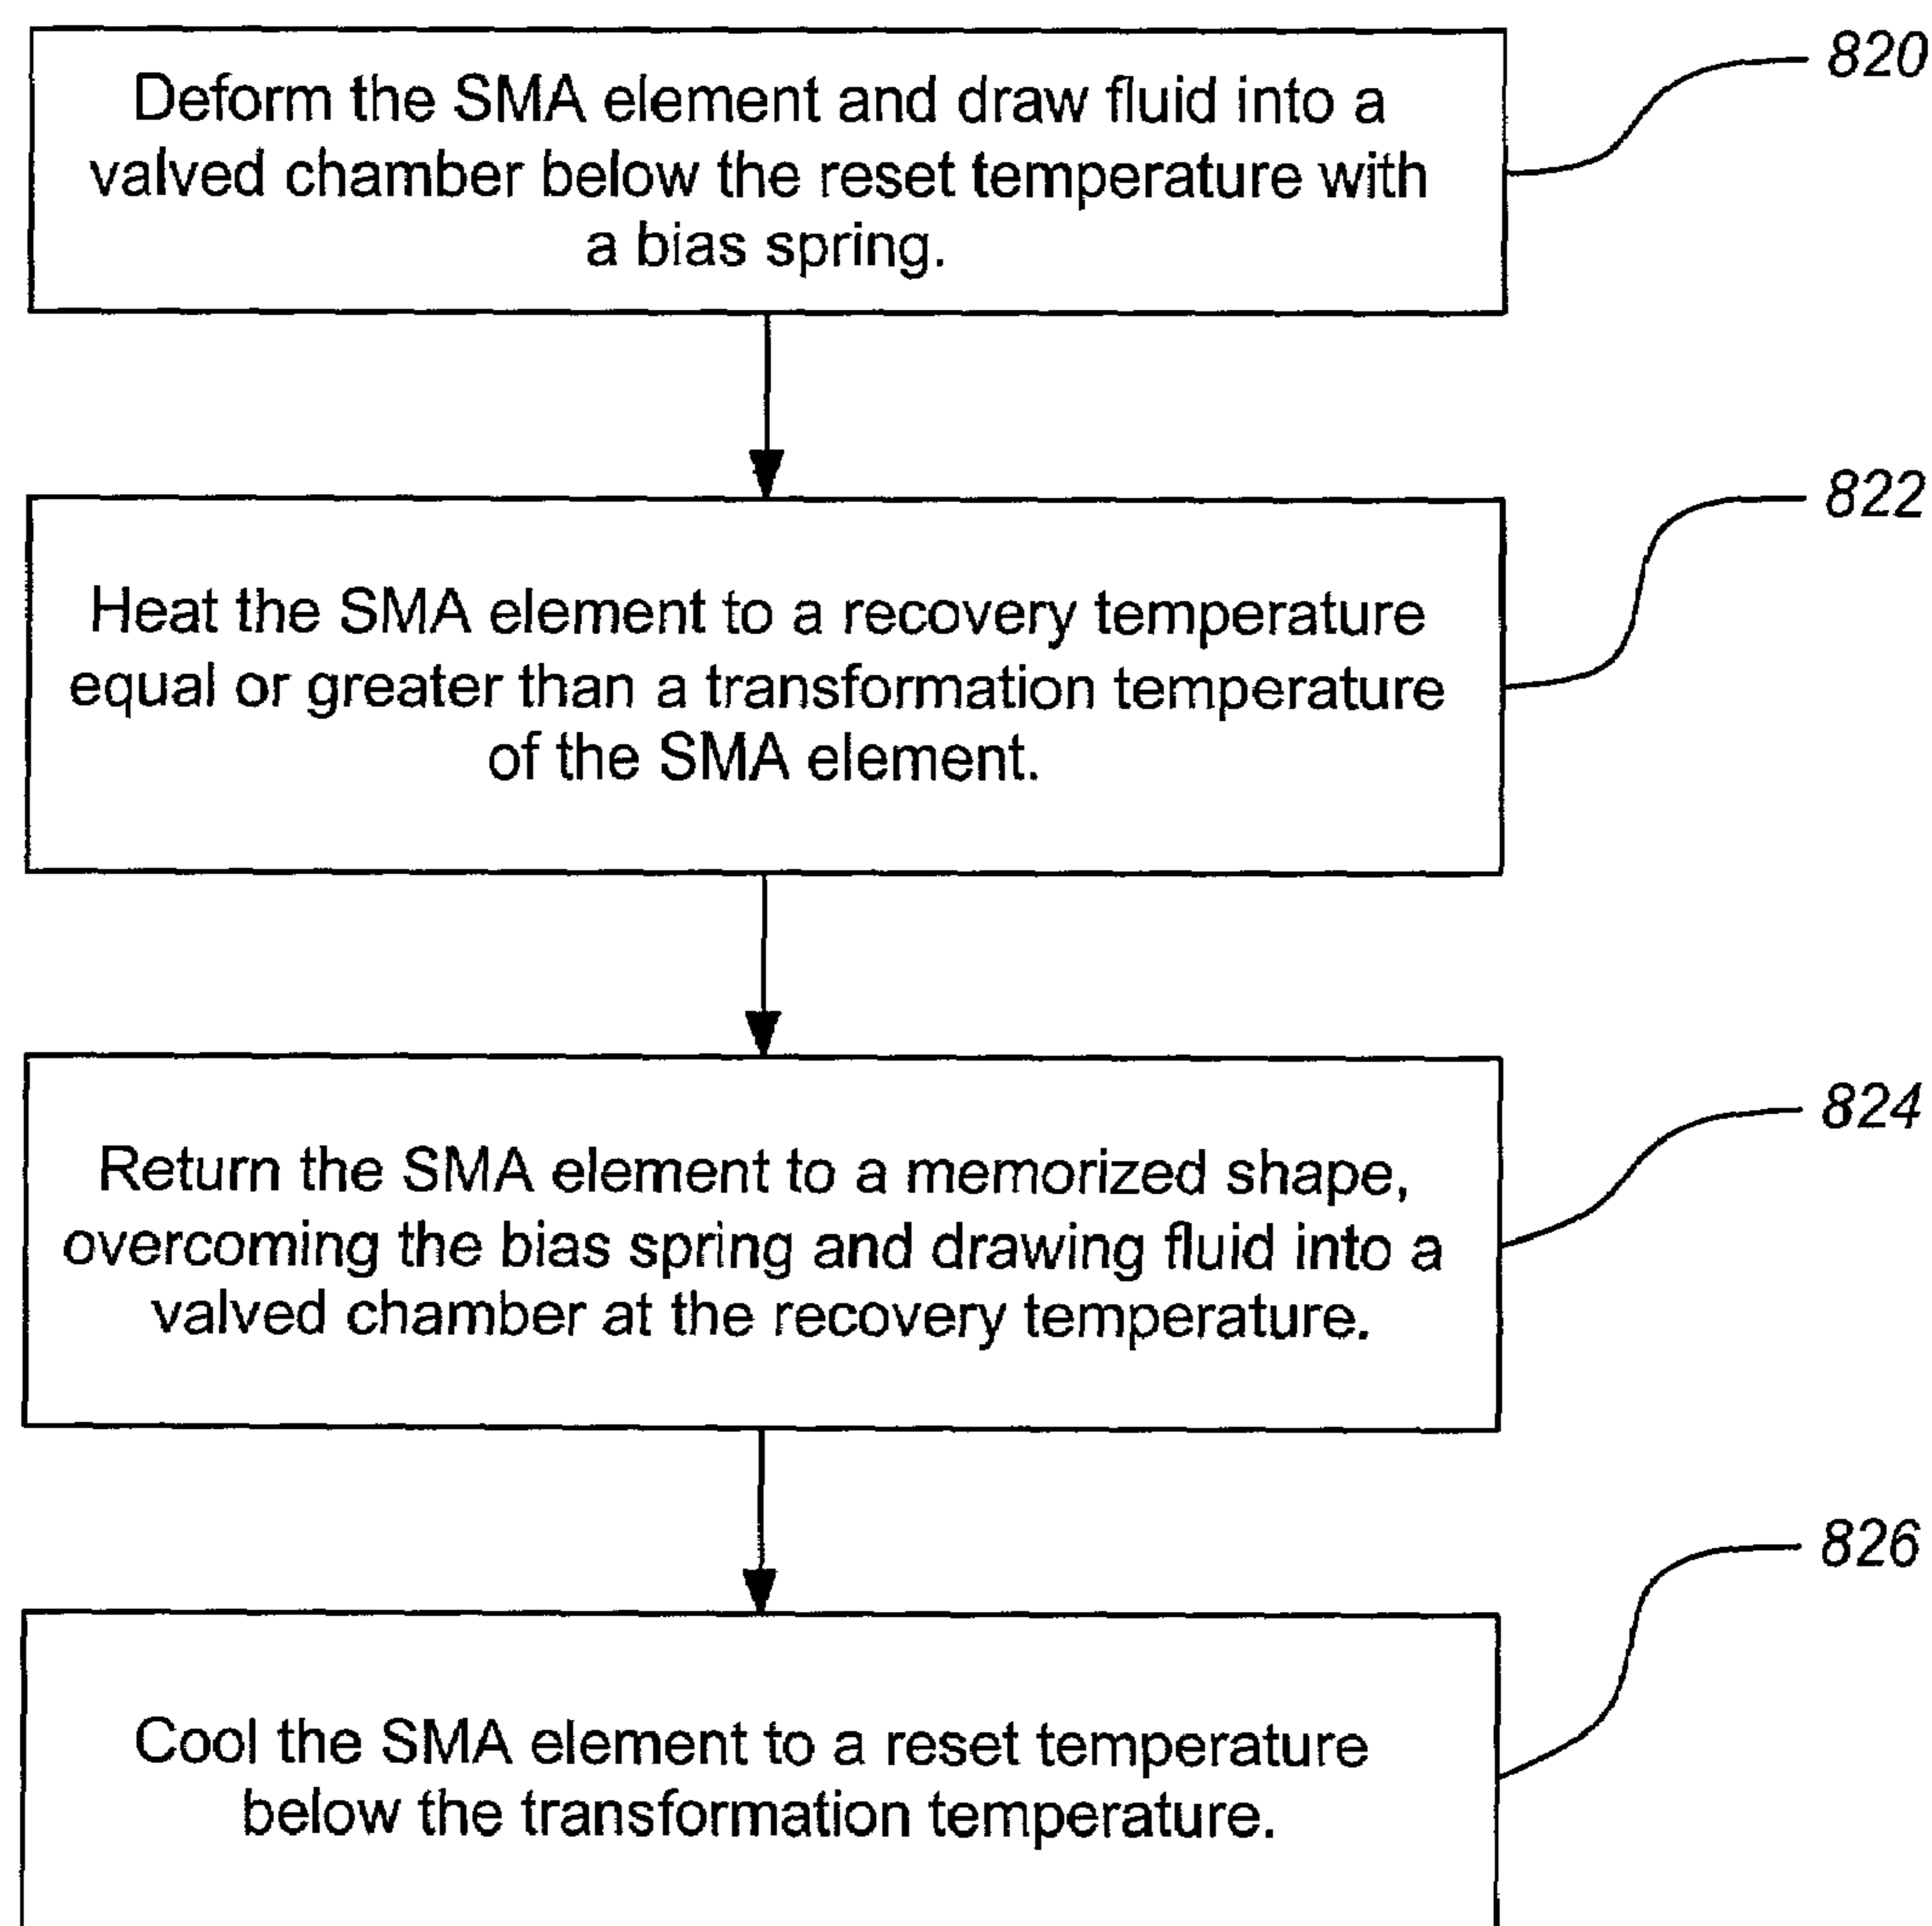 Deform the SMA element and draw fluid into a
valved chamber below the reset temperature with
a bias spring.
820
Heat the SMA element to a recovery temperature
equal or greater than a transformation temperature
of the SMA element.
822
Return the SMA element to a memorized shape,
overcoming the bias spring and drawing fluid into a
valved chamber at the recovery temperature.
824
Cool the SMA element to a reset temperature
below the transformation temperature.
826